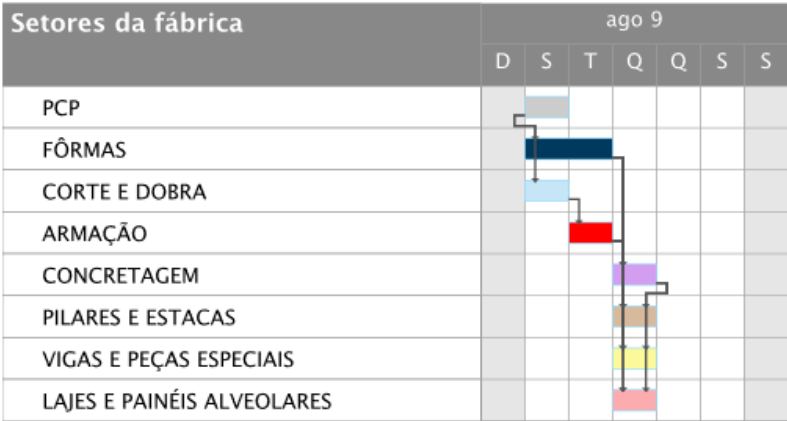 Setores da fábrica
ago 9
D S T Q Q S S
PCP
FÔRMAS
CORTE E DOBRA
ARMAÇÃO
CONCRETAGEM
PILARES E ESTACAS
VIGAS E PEÇAS ESPECIAIS
LAJES E PAINÉIS ALVEOLARES